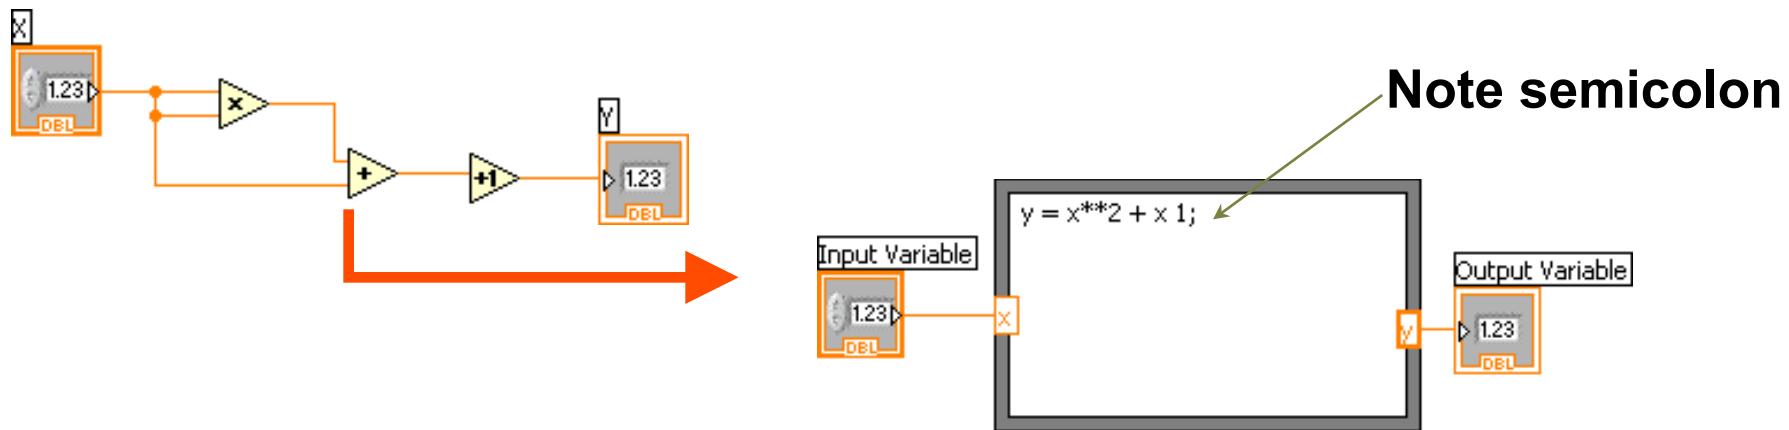 X
1.23
DBL
x
+
+1
Y
1.23
DBL
Note semicolon
y = x**2 + x 1;
Input Variable
1.23
DBL
x
y
Output Variable
1.23
DBL